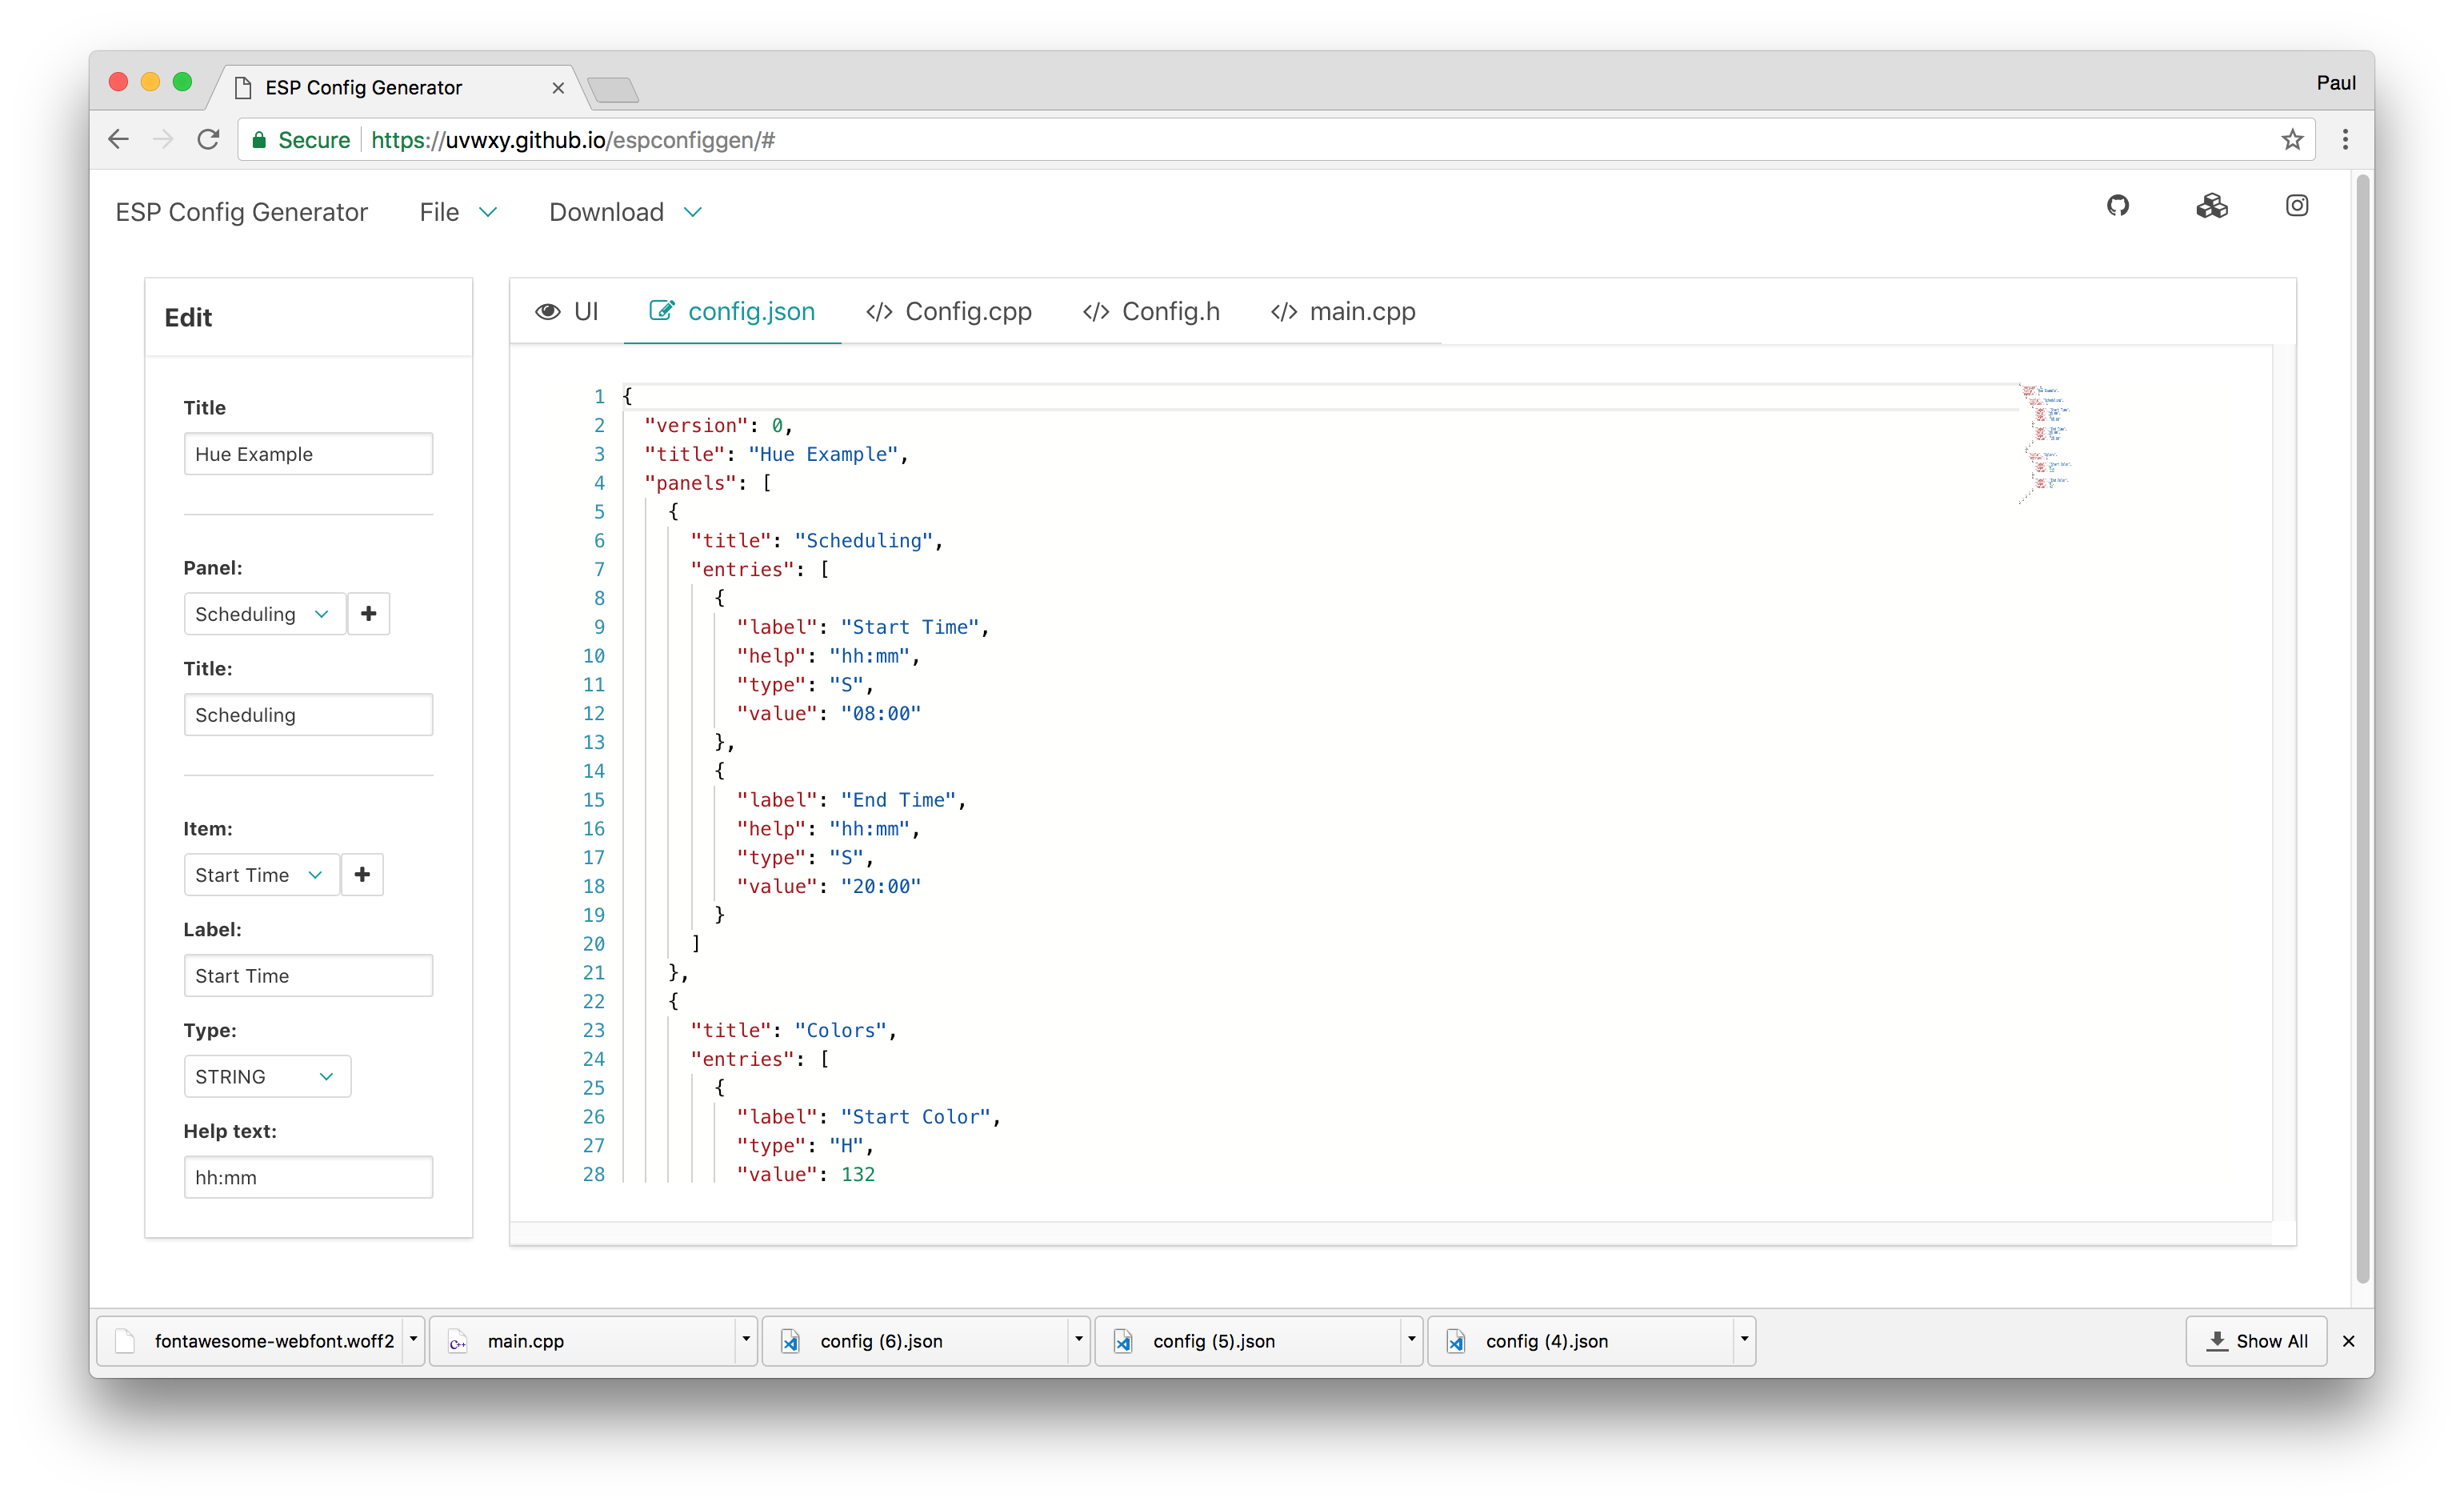 ESP Config Generator
Paul
Secure https://uvwxy.github.io/espconfiggen/#
ESP Config Generator File Download
Edit
Title
Hue Example
Panel:
Scheduling
Title:
Scheduling
Item:
Start Time
Label:
Start Time
Type:
STRING
Help text:
hh:mm
UI config.json </> Config.cpp </> Config.h </> main.cpp
1 {
2 "version": 0,
3 "title": "Hue Example",
4 "panels": [
5 {
6 "title": "Scheduling",
7 "entries": [
8 {
9 "label": "Start Time",
10 "help": "hh:mm",
11 "type": "S",
12 "value": "08:00"
13 },
14 {
15 "label": "End Time",
16 "help": "hh:mm",
17 "type": "S",
18 "value": "20:00"
19 }
20 ]
21 },
22 {
23 "title": "Colors",
24 "entries": [
25 {
26 "label": "Start Color",
27 "type": "H",
28 "value": 132
fontawesome-webfont.woff2 main.cpp config (6).json config (5).json config (4).json Show All